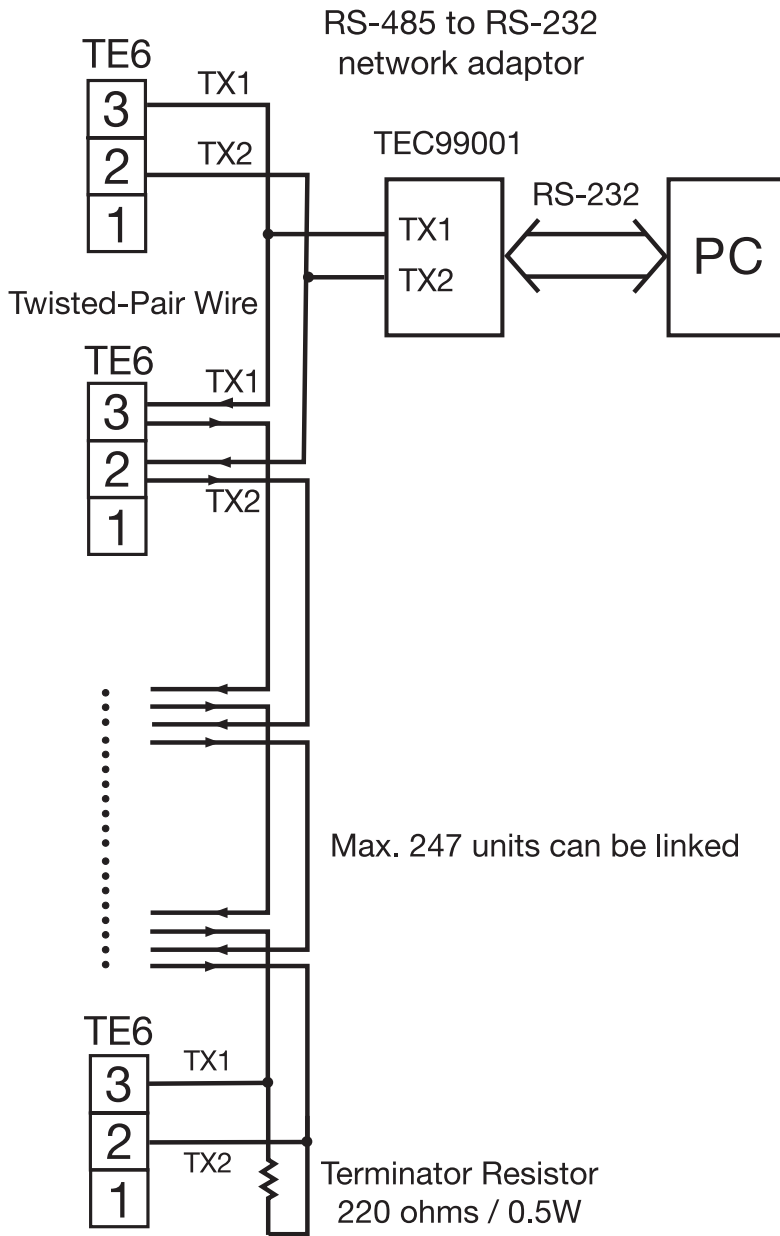 RS-485 to RS-232
network adaptor
TE6
3
TX1
2
TX2
1
TEC99001
TX1
TX2
RS-232
PC
Twisted-Pair Wire
TE6
3
TX1
2
TX2
1
Max. 247 units can be linked
TE6
3
TX1
2
TX2
1
Terminator Resistor
220 ohms / 0.5W